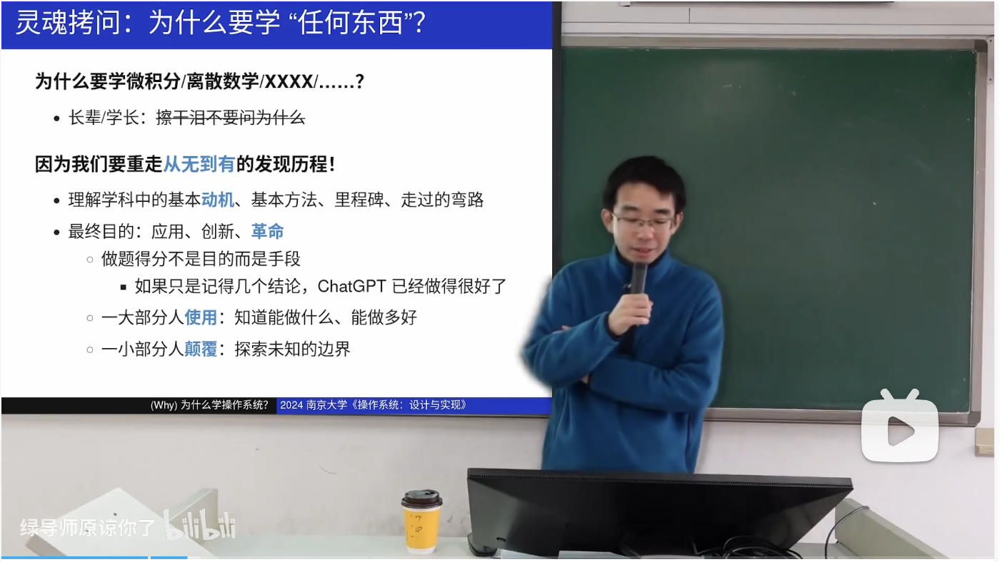 灵魂拷问：为什么要学 “任何东西”？
为什么要学微积分/离散数学/XXXX/……？
长辈/学长：擦干泪不要问为什么
因为我们要重走从无到有的发现历程！
理解学科中的基本动机、基本方法、里程碑、走过的弯路
最终目的：应用、创新、革命
做题得分不是目的而是手段
如果只是记得几个结论，ChatGPT 已经做得很好了
一大部分人使用：知道能做什么、能做多好
一小部分人颠覆：探索未知的边界
(Why) 为什么学操作系统？ 2024 南京大学《操作系统：设计与实现》
绿导师原谅你了 bilibili